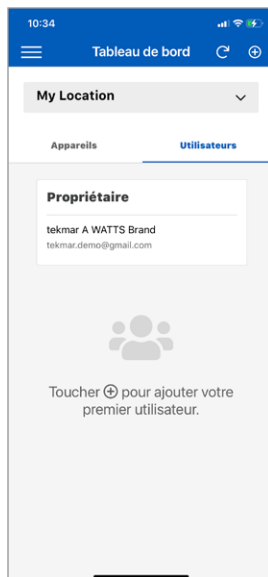 10:34
Tableau de bord
My Location
Appareils
Utilisateurs
Propriétaire
tekmar A WATTS Brand
tekmar.demo@gmail.com
Toucher ⊕ pour ajouter votre
premier utilisateur.